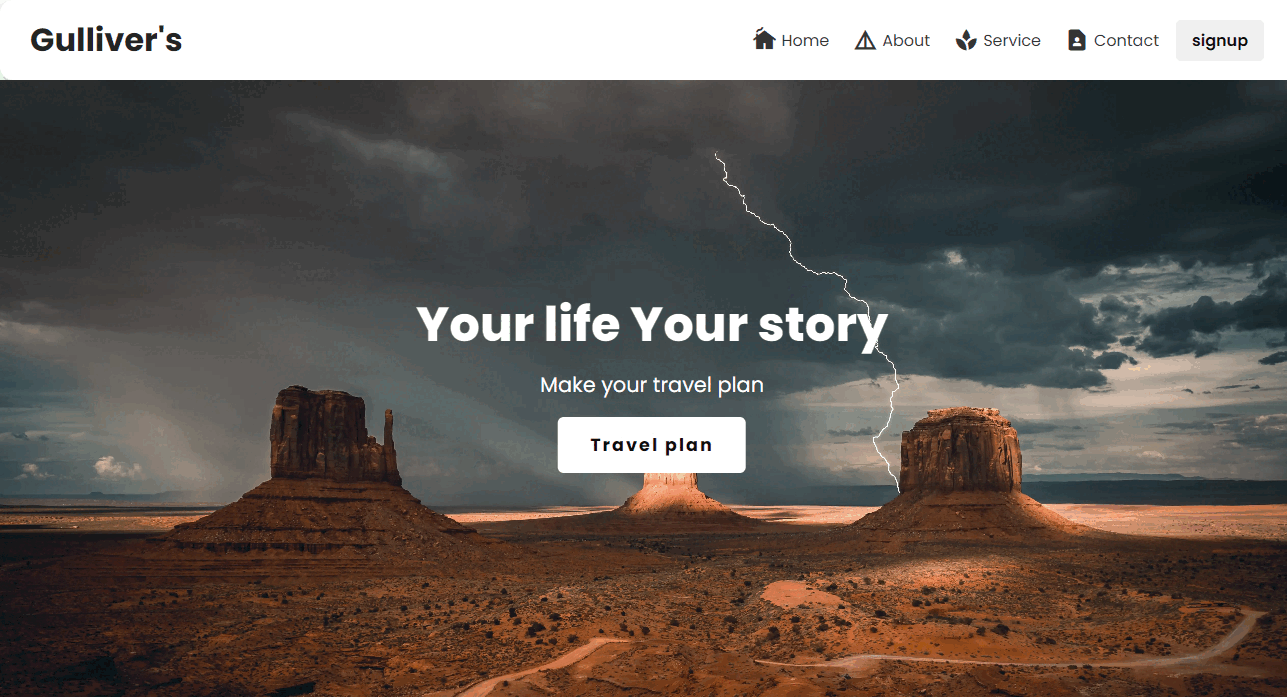 Gulliver's
Home About Service Contact signup
Your life Your story
Make your travel plan
Travel plan